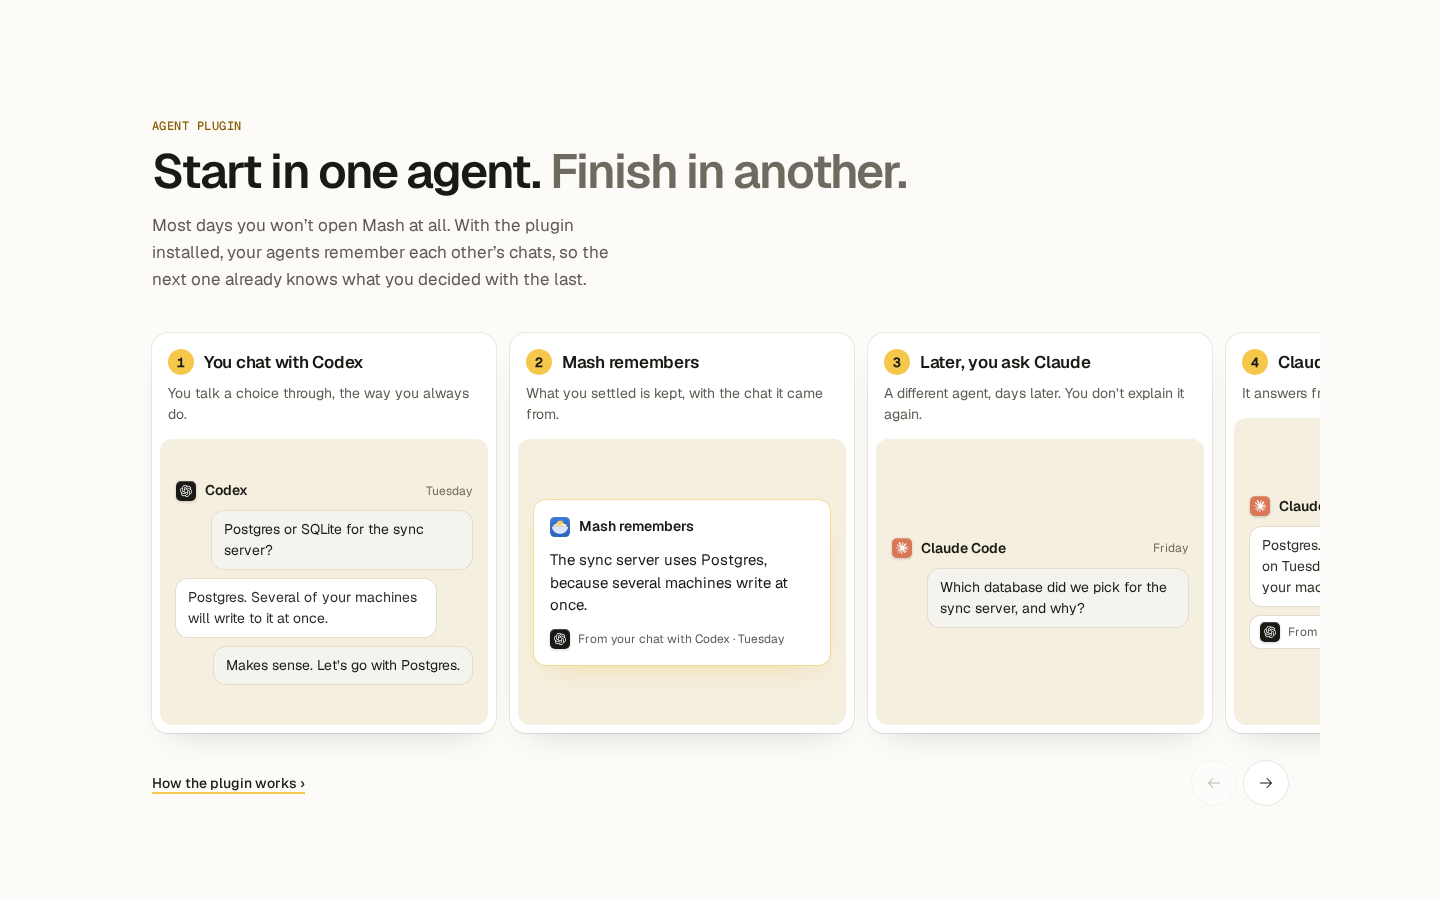 AGENT PLUGIN
Start in one agent. Finish in another.
Most days you won’t open Mash at all. With the plugin
installed, your agents remember each other’s chats, so the
next one already knows what you decided with the last.
1 You chat with Codex
You talk a choice through, the way you always
do.
Codex Tuesday
Postgres or SQLite for the sync
server?
Postgres. Several of your machines
will write to it at once.
Makes sense. Let's go with Postgres.
2 Mash remembers
What you settled is kept, with the chat it came
from.
Mash remembers
The sync server uses Postgres,
because several machines write at
once.
From your chat with Codex · Tuesday
3 Later, you ask Claude
A different agent, days later. You don’t explain it
again.
Claude Code Friday
Which database did we pick for the
sync server, and why?
4 Claud
It answers
Claude
Postgres.
on Tuesd
your mac
From
How the plugin works ›
← →